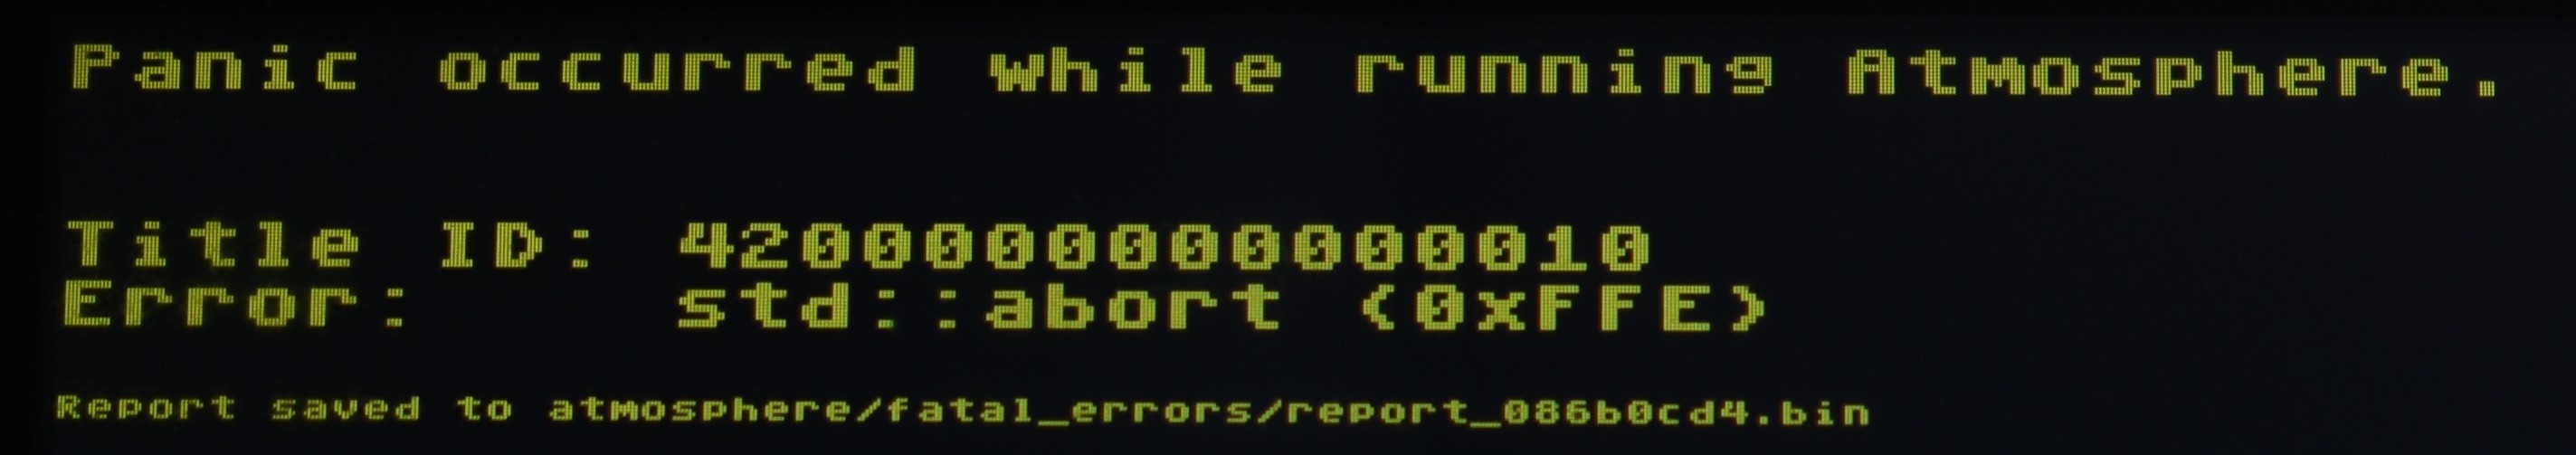 Panic occurred while running Atmosphere.
Title ID: 4200000000000010
Error: std::abort (0xFFE)
Report saved to atmosphere/fatal_errors/report_086b0cd4.bin